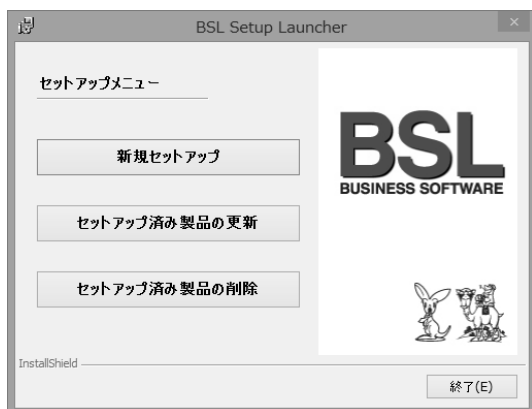 BSL Setup Launcher
セットアップメニュー
新規セットアップ
セットアップ済み製品の更新
セットアップ済み製品の削除
BSL
BUSINESS SOFTWARE
InstallShield
終了(E)